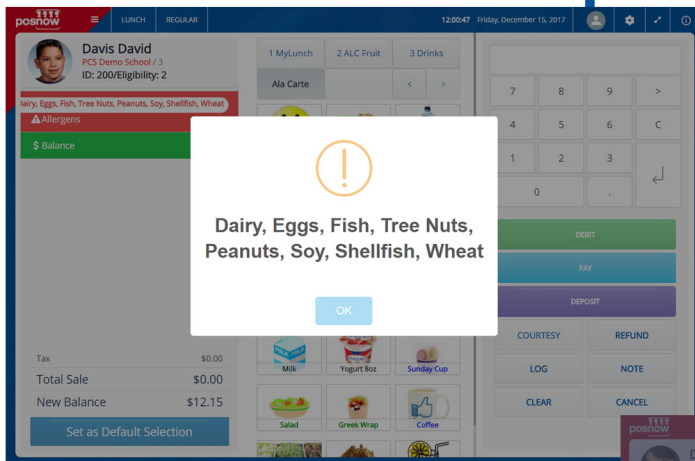 posnow
LUNCH
REGULAR
12:00:47 Friday, December 15, 2017
Davis David
PCS Demo School / 3
ID: 200/Eligibility: 2
Dairy, Eggs, Fish, Tree Nuts, Peanuts, Soy, Shellfish, Wheat
Allergens
$ Balance
1 MyLunch
2 ALC Fruit
3 Drinks
Ala Carte
< >
7 8 9 >
4 5 6 C
1 2 3
0 .
Dairy, Eggs, Fish, Tree Nuts,
Peanuts, Soy, Shellfish, Wheat
OK
DEBIT
PAY
DEPOSIT
COURTESY
REFUND
LOG
NOTE
CLEAR
CANCEL
Tax $0.00
Total Sale $0.00
New Balance $12.15
Set as Default Selection
Milk
Yogurt 8oz
Sunday Cup
Salad
Greek Wrap
Coffee
posnow